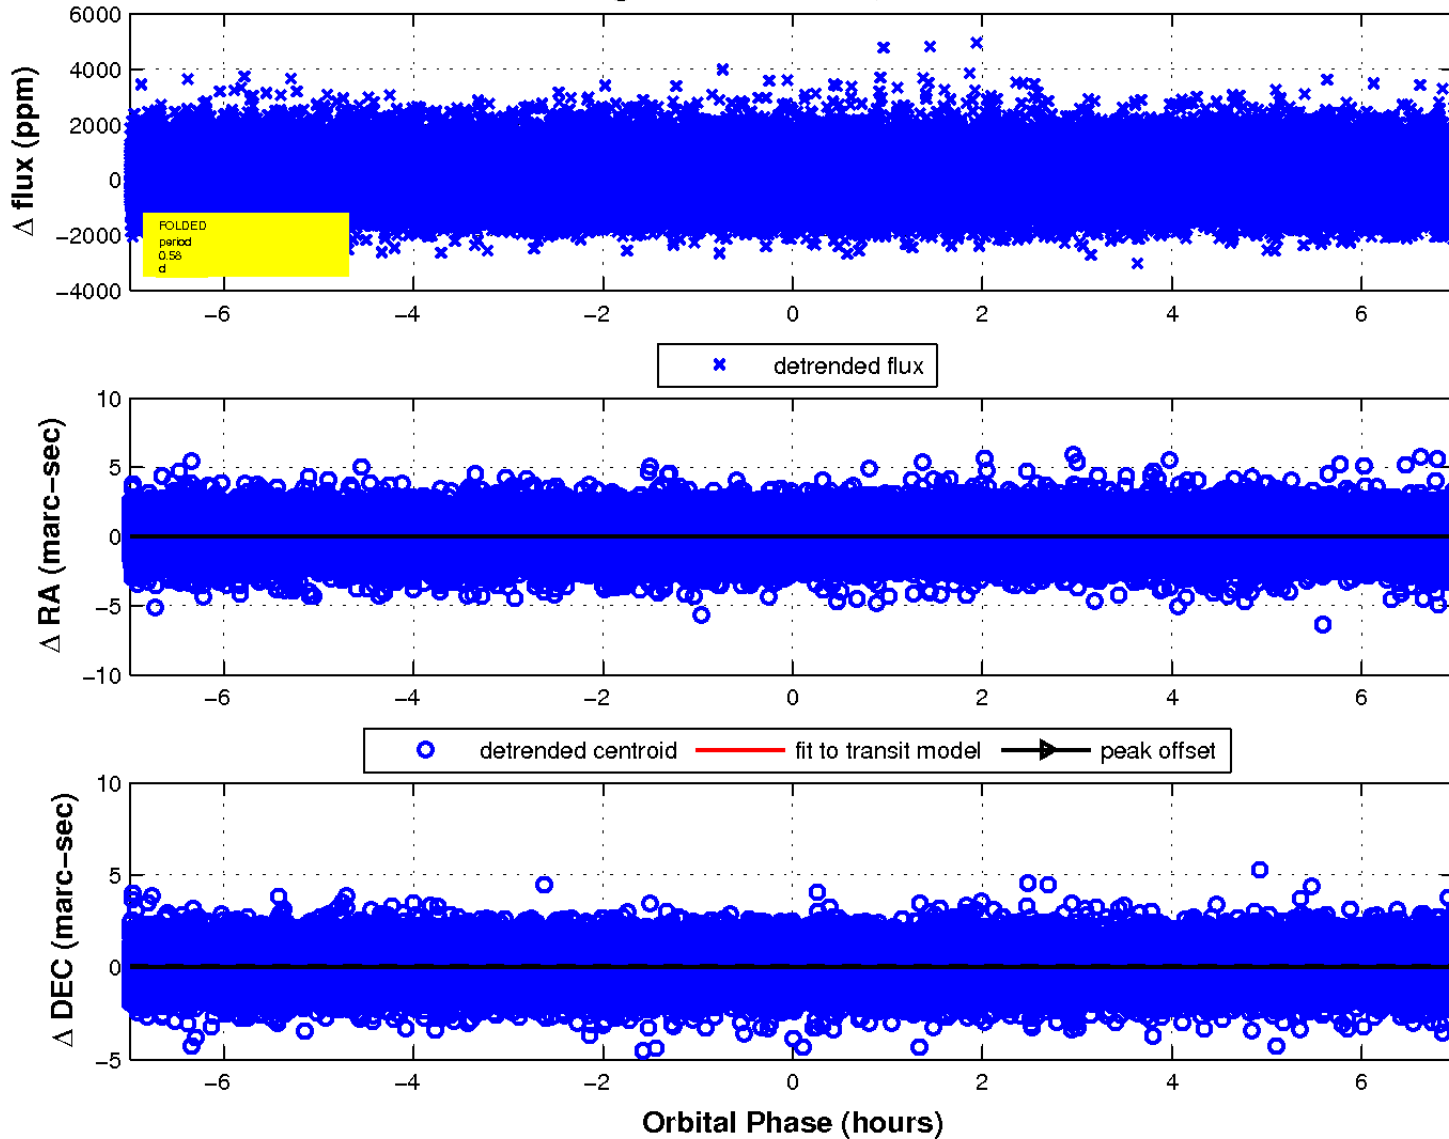 6000
4000
2000
0
−2000
−4000
Δ flux (ppm)
FOLDED
period
0.58
d
−6 −4 −2 0 2 4 6
detrended flux
10
5
0
−5
−10
Δ RA (marc−sec)
−6 −4 −2 0 2 4 6
detrended centroid fit to transit model peak offset
10
5
0
−5
Δ DEC (marc−sec)
−6 −4 −2 0 2 4 6
Orbital Phase (hours)